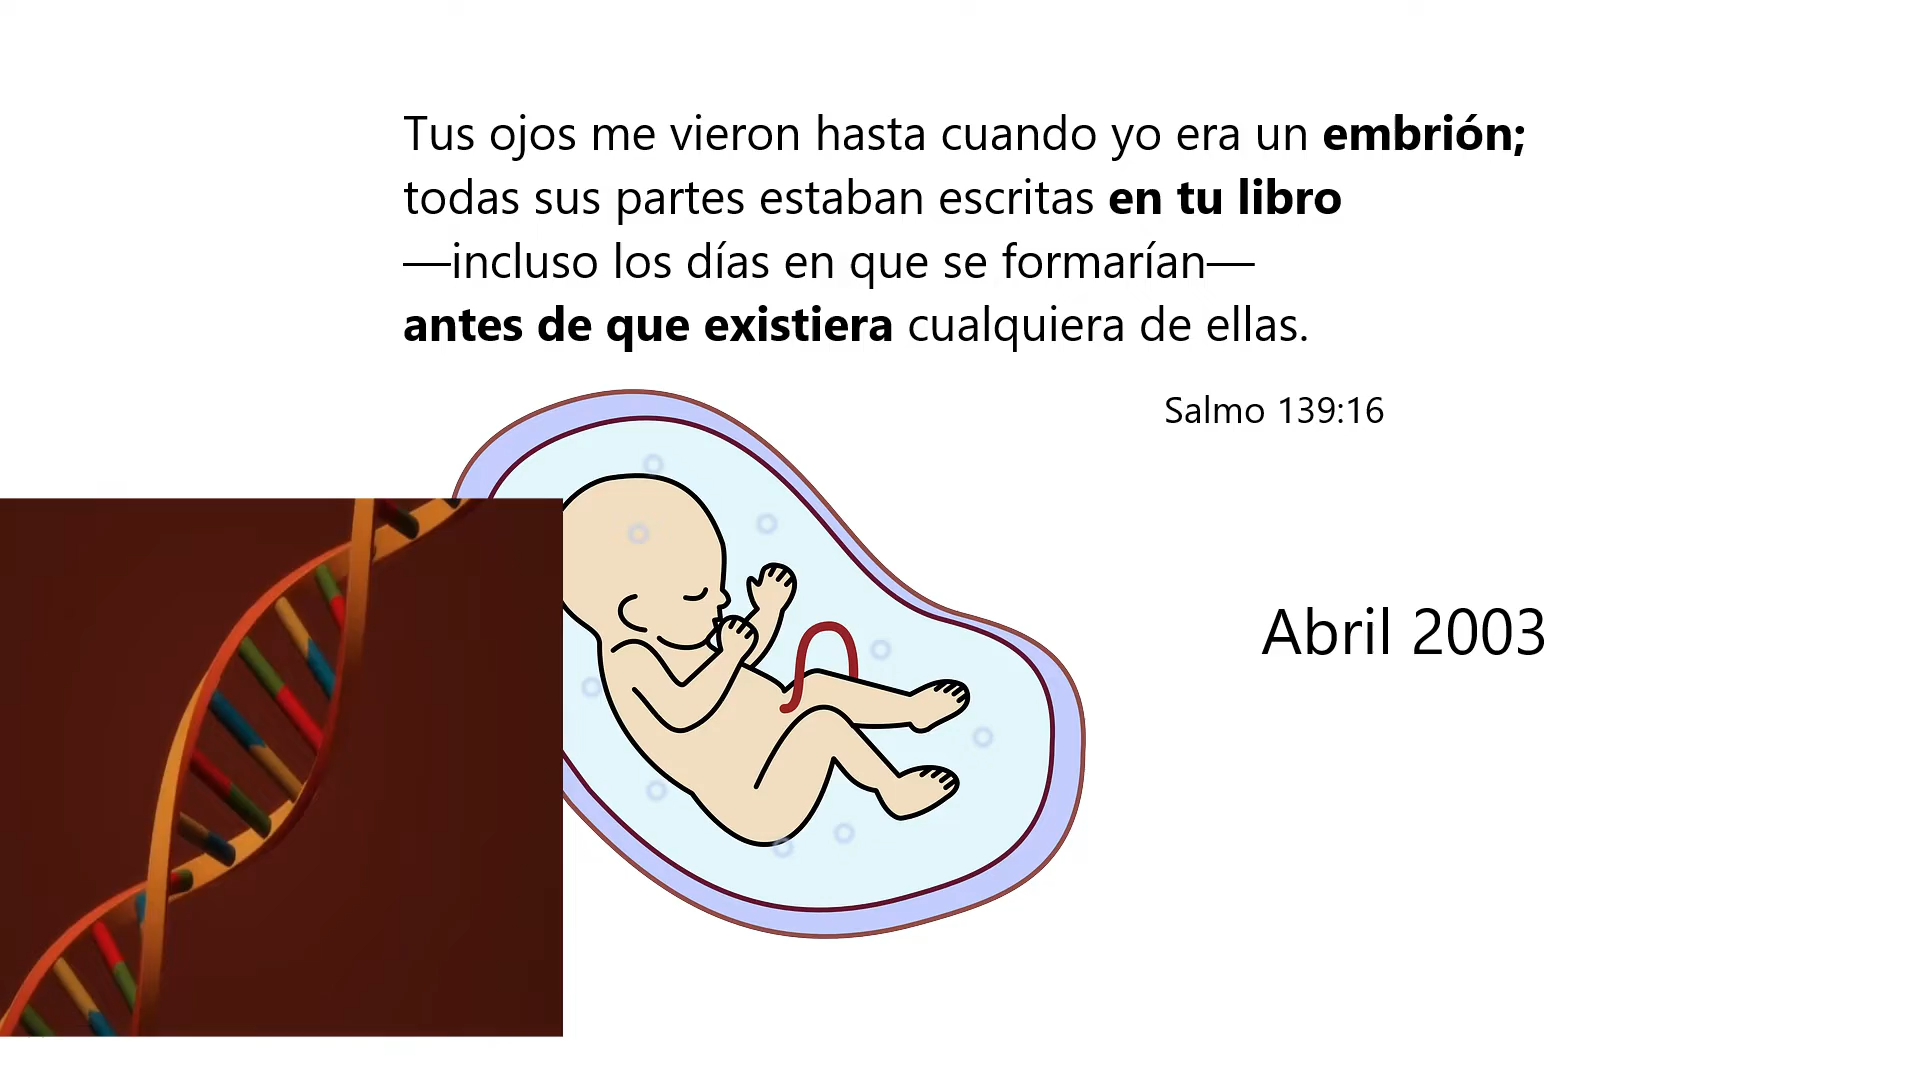 Tus ojos me vieron hasta cuando yo era un embrión;
todas sus partes estaban escritas en tu libro
—incluso los días en que se formarían—
antes de que existiera cualquiera de ellas.
Salmo 139:16
Abril 2003